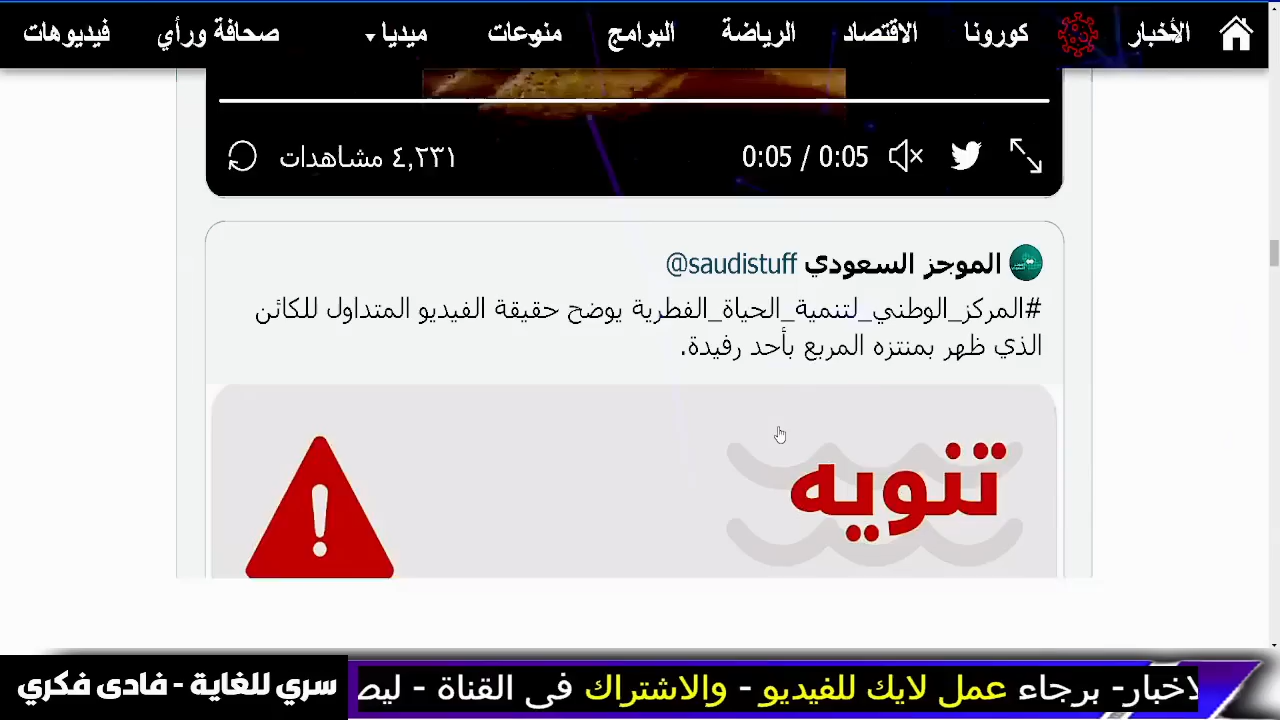 الأخبار كورونا الاقتصاد الرياضة البرامج منوعات ميديا صحافة ورأي فيديوهات
٤,٢٣١ مشاهدات 0:05 / 0:05
الموجز السعودي @saudistuff
#المركز_الوطني_لتنمية_الحياة_الفطرية يوضح حقيقة الفيديو المتداول للكائن
الذي ظهر بمنتزه المربع بأحد رفيدة.
تنويه
لاخبار- برجاء عمل لايك للفيديو - والاشتراك فى القناة -
سري للغاية - فادى فكري